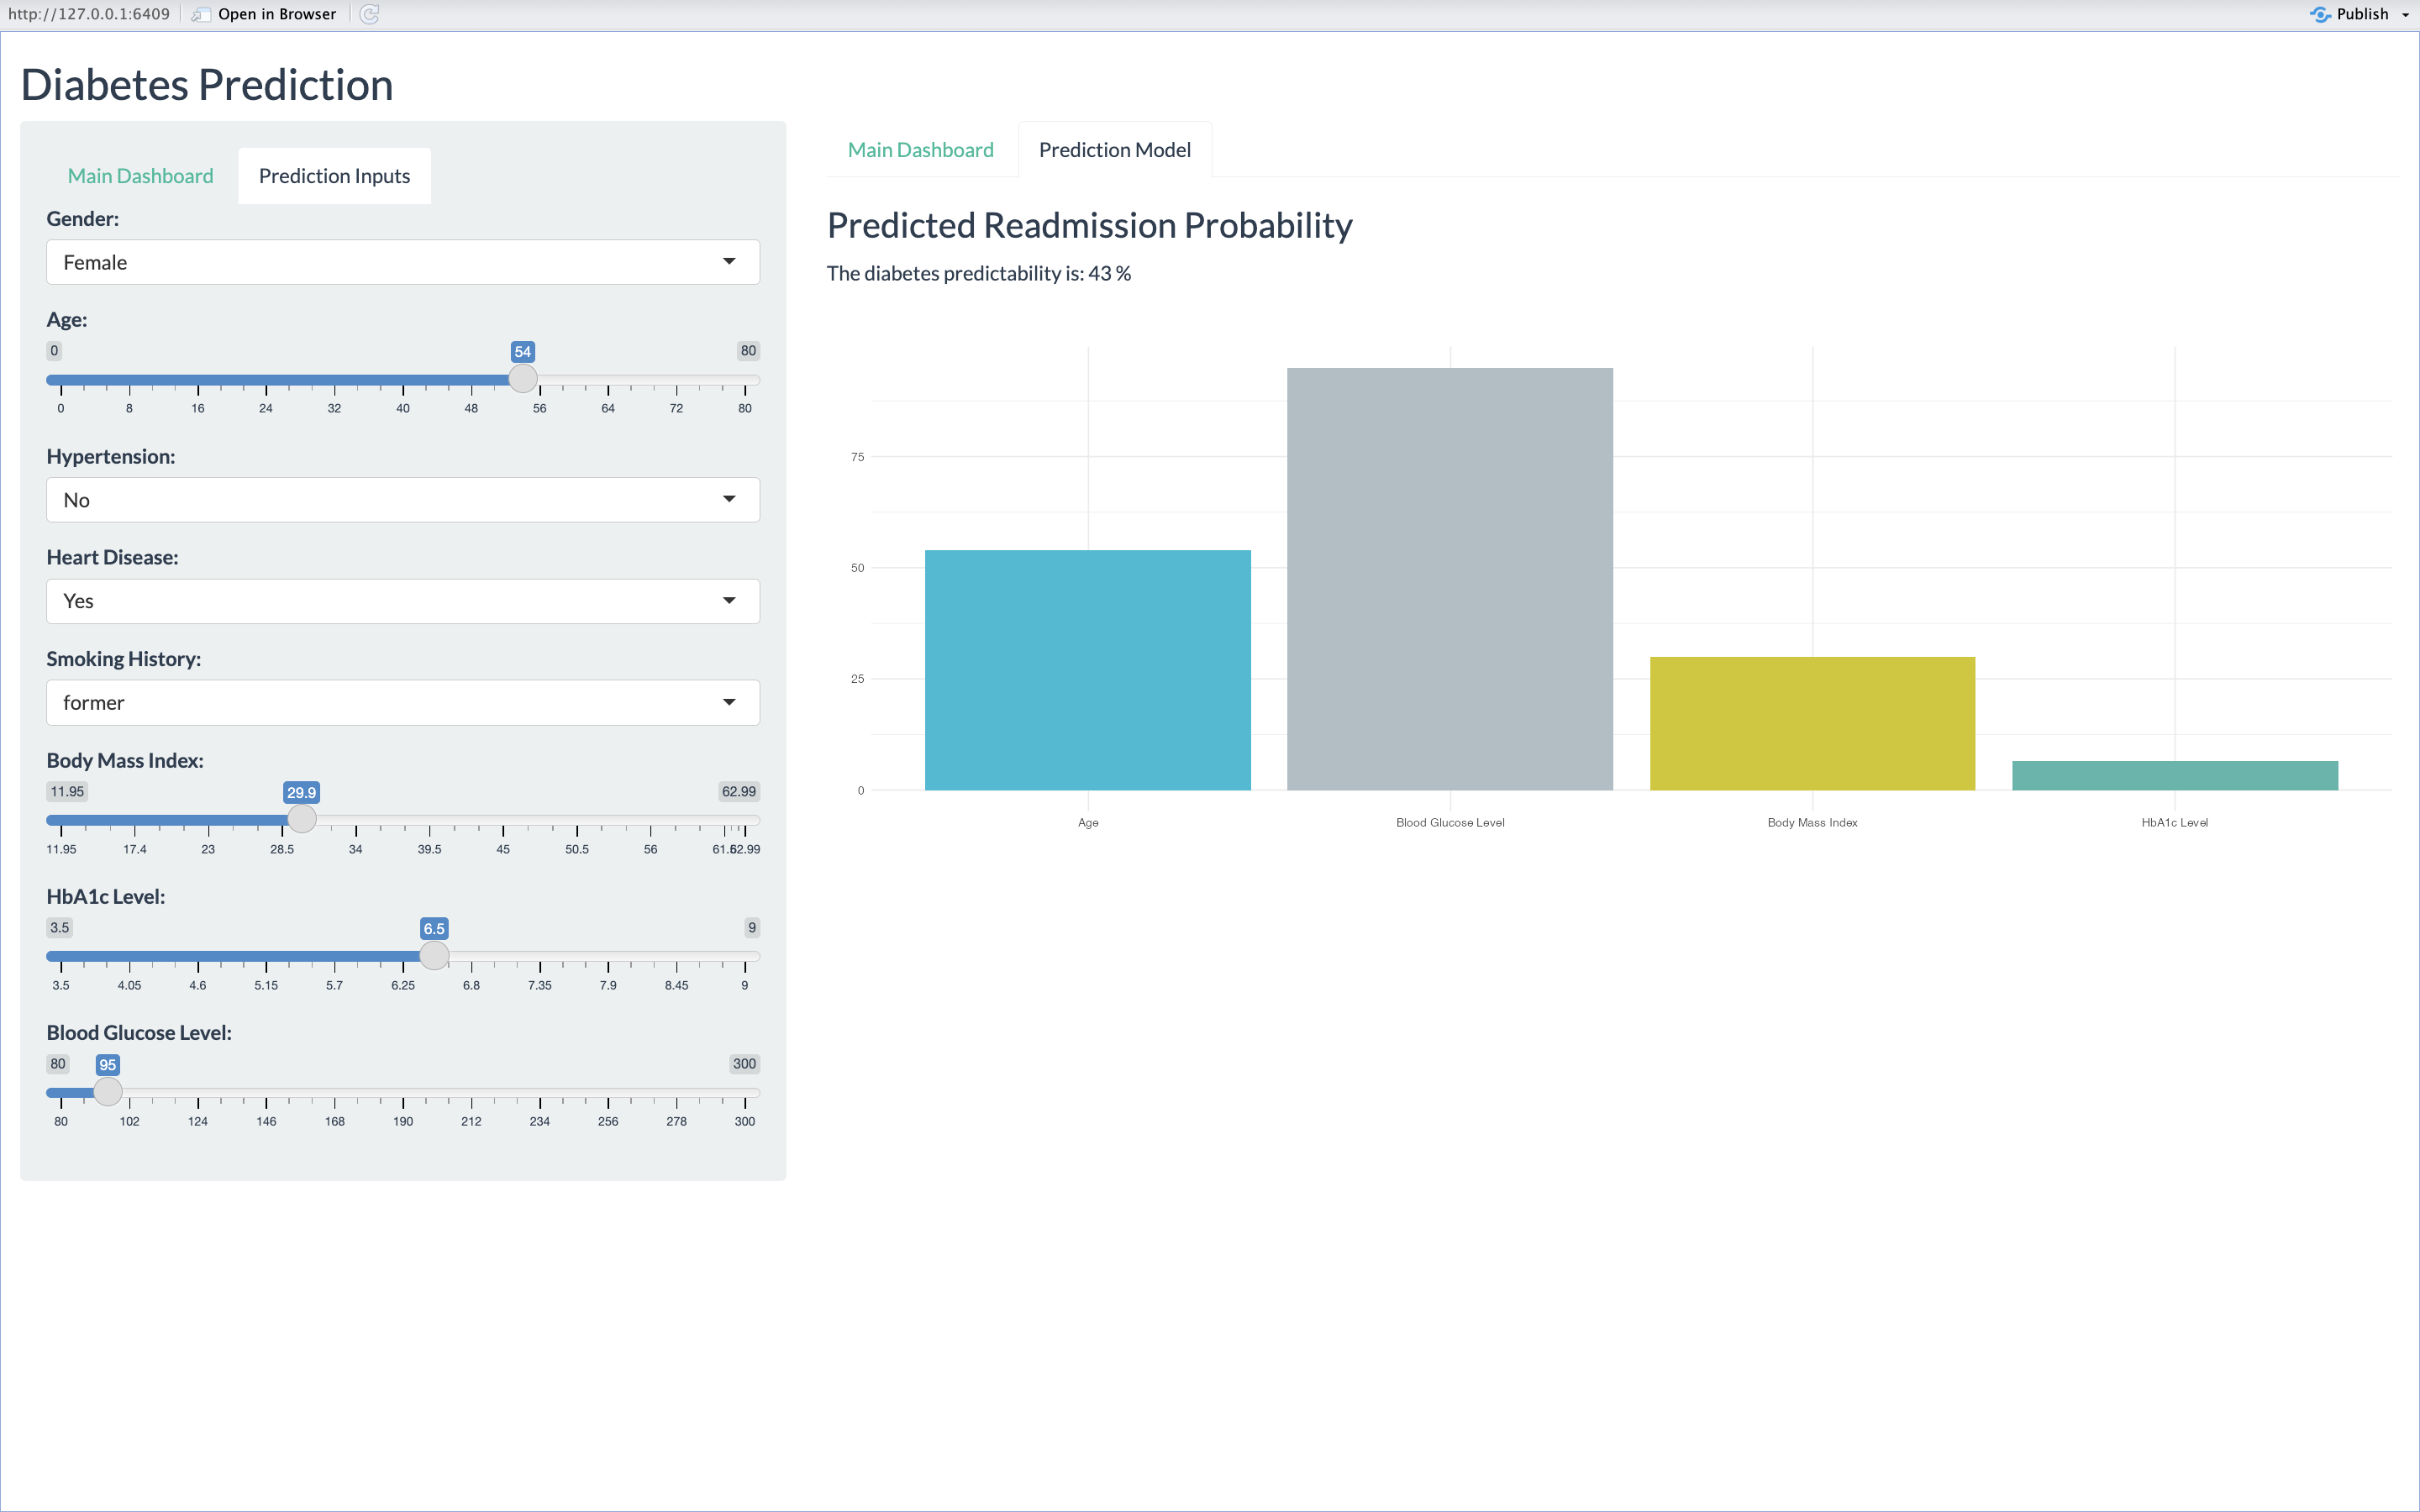 http://127.0.0.1:6409 Open in Browser Publish
Diabetes Prediction
Main Dashboard Prediction Inputs
Gender:
Female
Age:
0 54 80
0 8 16 24 32 40 48 56 64 72 80
Hypertension:
No
Heart Disease:
Yes
Smoking History:
former
Body Mass Index:
11.95 29.9 62.99
11.95 17.4 23 28.5 34 39.5 45 50.5 56 62.99
HbA1c Level:
3.5 6.5 9
3.5 4.05 4.6 5.15 5.7 6.25 6.8 7.35 7.9 8.45 9
Blood Glucose Level:
80 95 300
80 102 124 146 168 190 212 234 256 278 300
Main Dashboard Prediction Model
Predicted Readmission Probability
The diabetes predictability is: 43 %
75
50
25
0
Age Blood Glucose Level Body Mass Index HbA1c Level